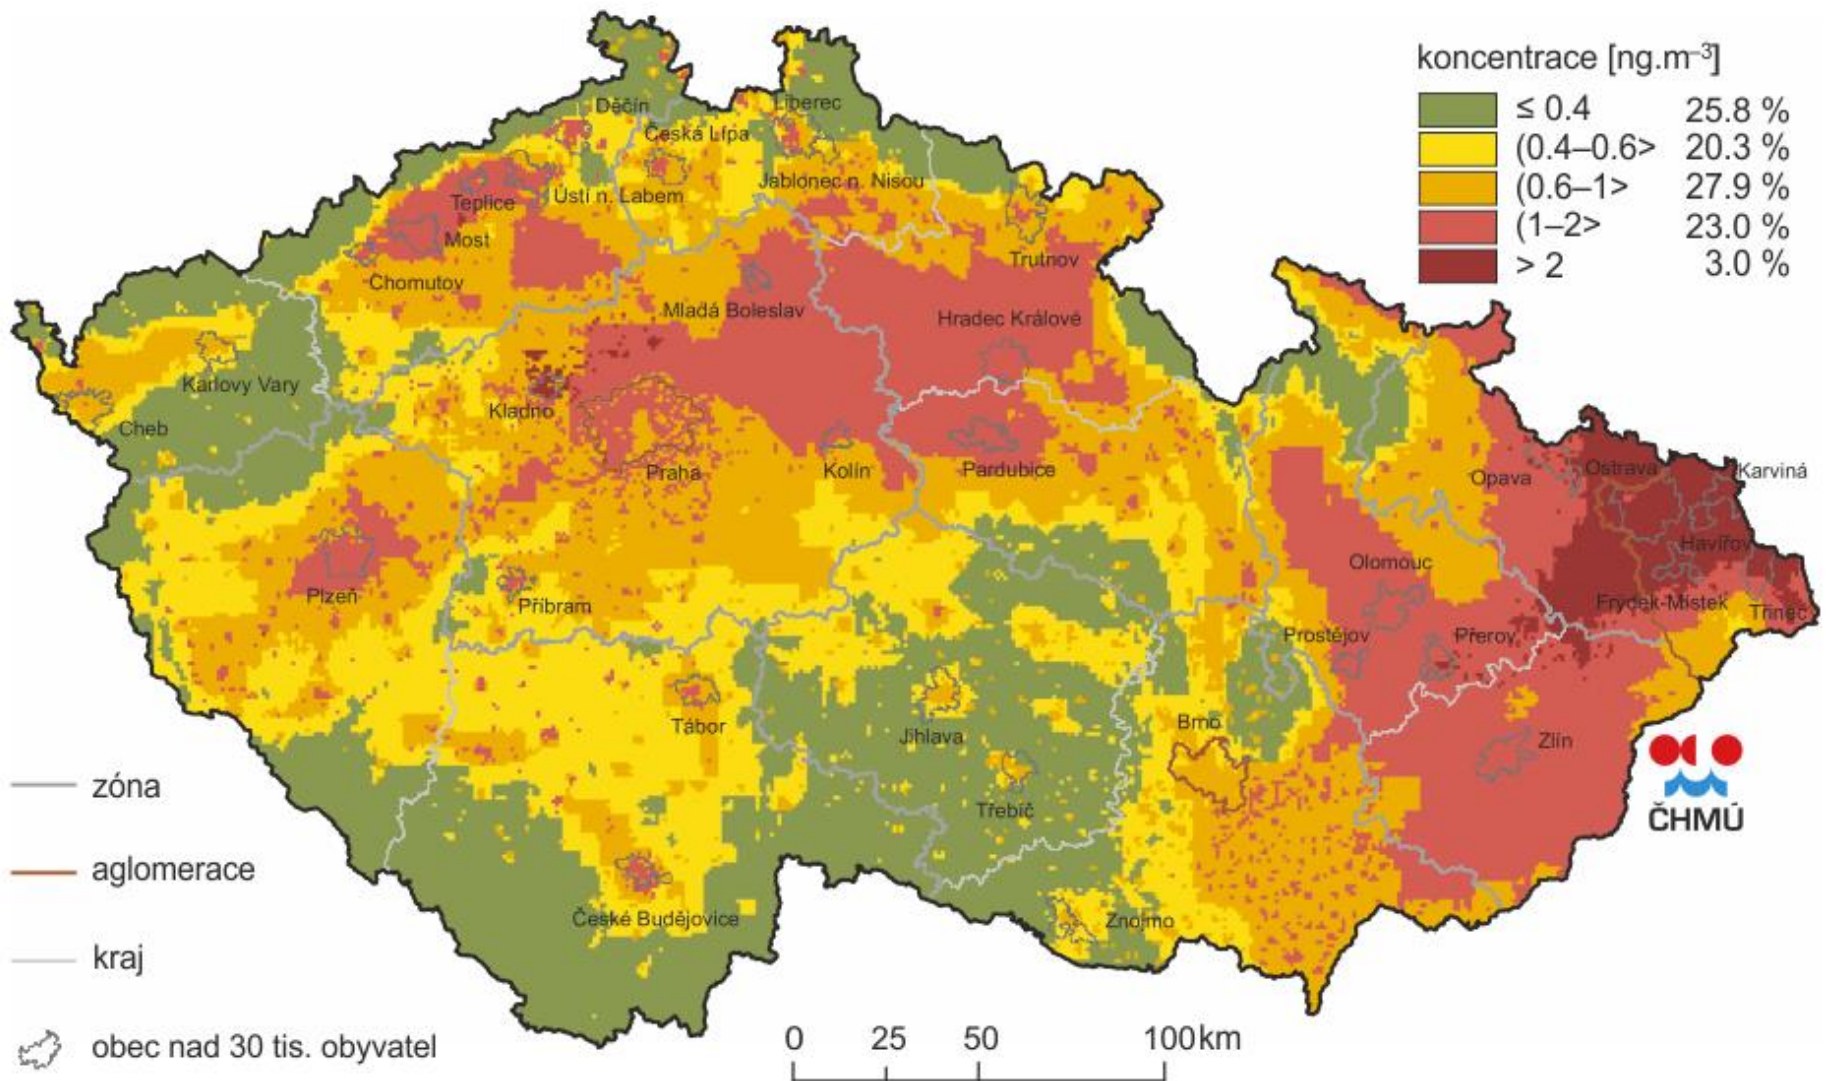 koncentrace [ng.m⁻³]
≤ 0.4 25.8 %
(0.4–0.6> 20.3 %
(0.6–1> 27.9 %
(1–2> 23.0 %
> 2 3.0 %
Děčín
Liberec
Česká Lípa
Jablonec n. Nisou
Ústí n. Labem
Teplice
Most
Trutnov
Chomutov
Mladá Boleslav
Hradec Králové
Karlovy Vary
Kladno
Cheb
Praha
Kolín
Pardubice
Opava
Ostrava
Karviná
Havířov
Olomouc
Plzeň
Příbram
Frýdek-Místek
Třinec
Prostějov
Přerov
Tábor
Jihlava
Brno
Zlín
Třebíč
České Budějovice
Znojmo
ČHMÚ
zóna
aglomerace
kraj
obec nad 30 tis. obyvatel
0 25 50 100km